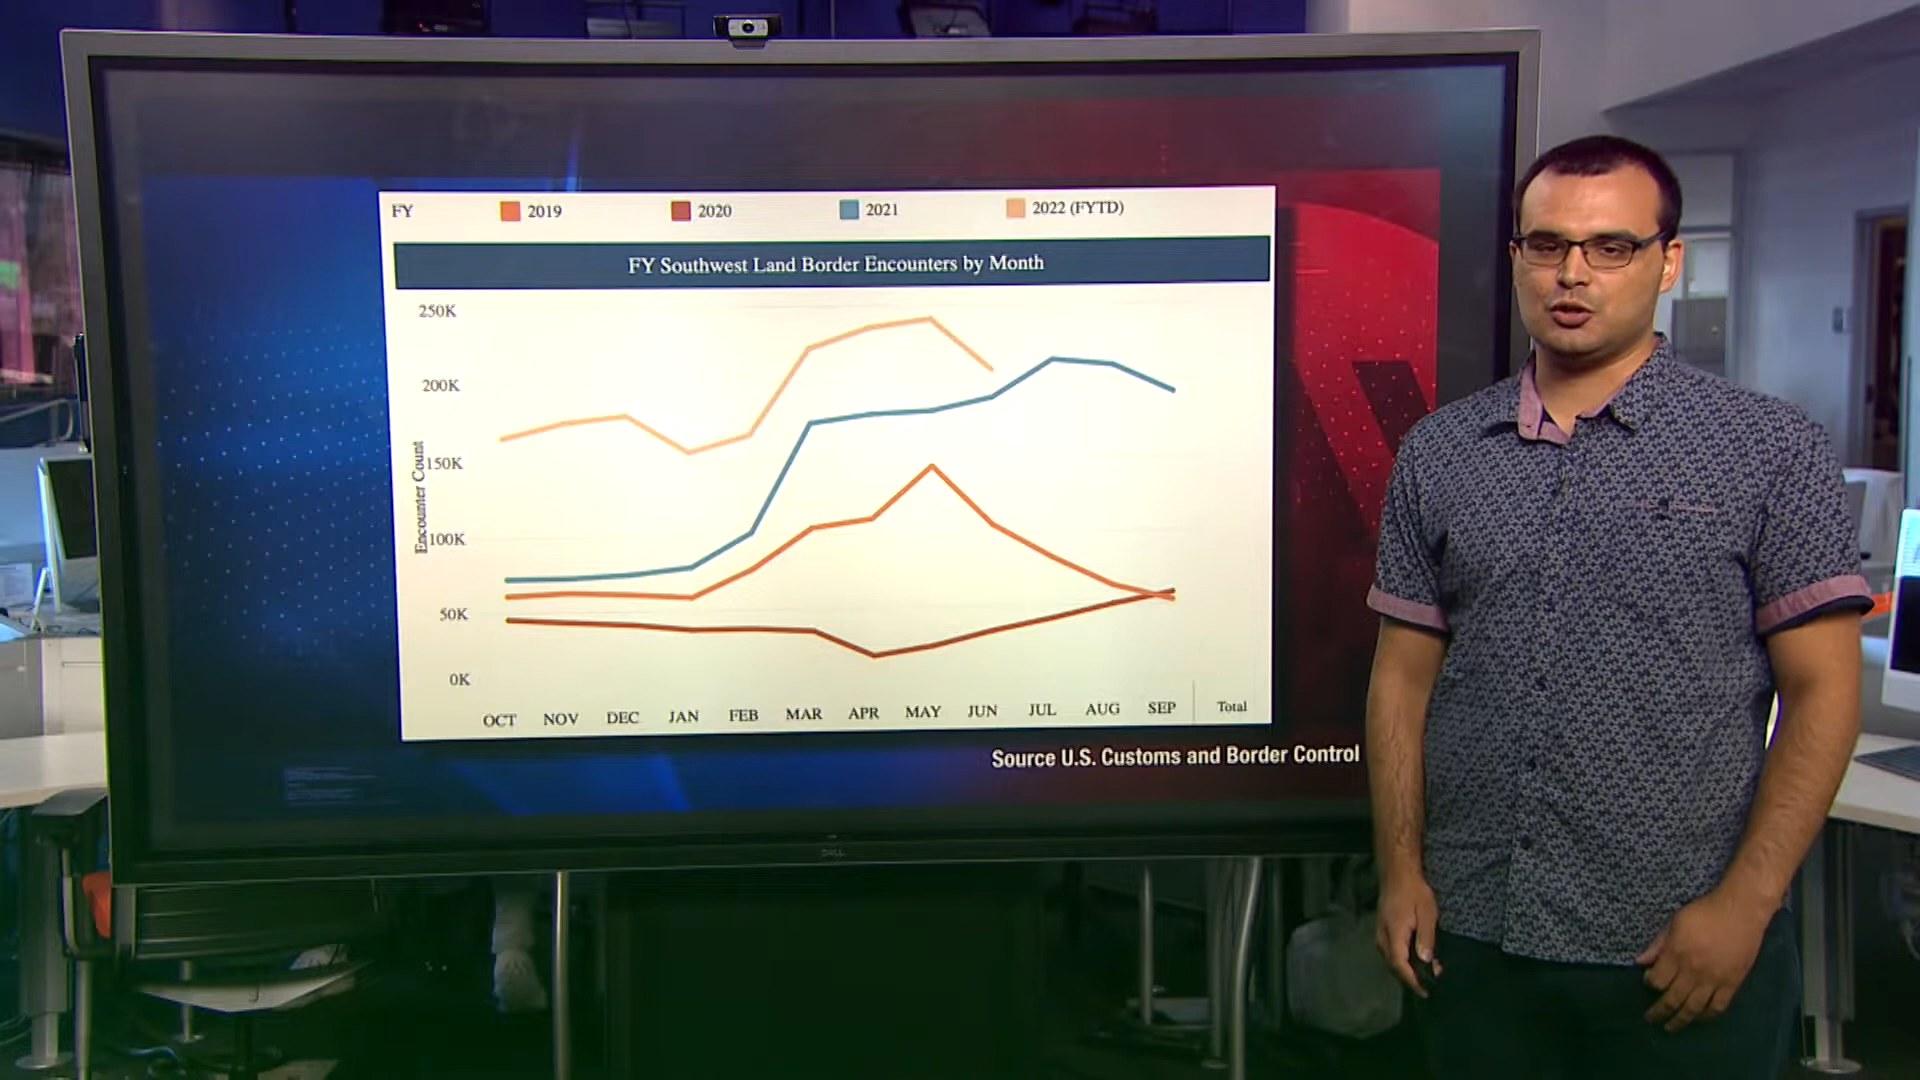 FY 2019 2020 2021 2022 (FYTD)
FY Southwest Land Border Encounters by Month
250K
200K
150K
100K
50K
0K
Encounter Count
OCT NOV DEC JAN FEB MAR APR MAY JUN JUL AUG SEP Total
Source U.S. Customs and Border Control
DELL